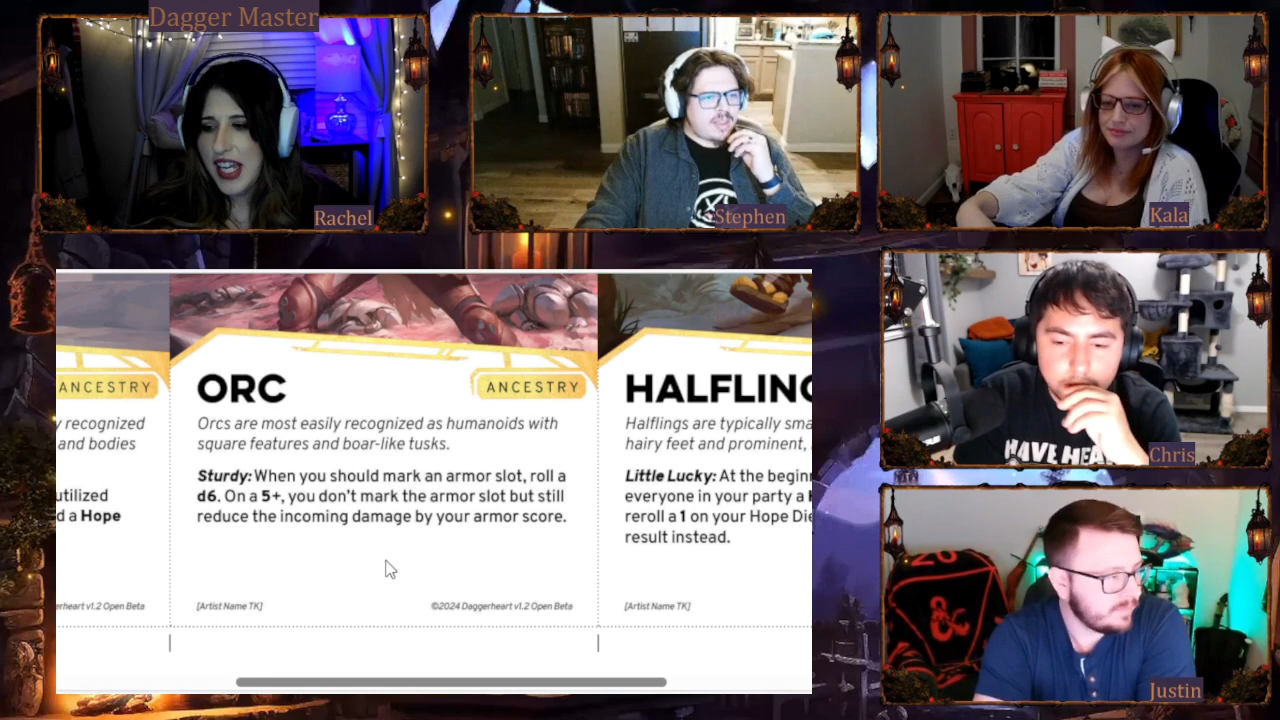 Dagger Master
Rachel
Stephen
Kala
ANCESTRY
ORC
ANCESTRY
HALFLING
y recognized
and bodies
Orcs are most easily recognized as humanoids with
square features and boar-like tusks.
Halflings are typically sma
hairy feet and prominent,
utilized
d a Hope
Sturdy: When you should mark an armor slot, roll a
d6. On a 5+, you don't mark the armor slot but still
reduce the incoming damage by your armor score.
Little Lucky: At the beginn
everyone in your party a H
reroll a 1 on your Hope Die
result instead.
erheart v1.2 Open Beta
[Artist Name TK]
©2024 Daggerheart v1.2 Open Beta
[Artist Name TK]
HAVE HEA
Chris
20
&
Justin